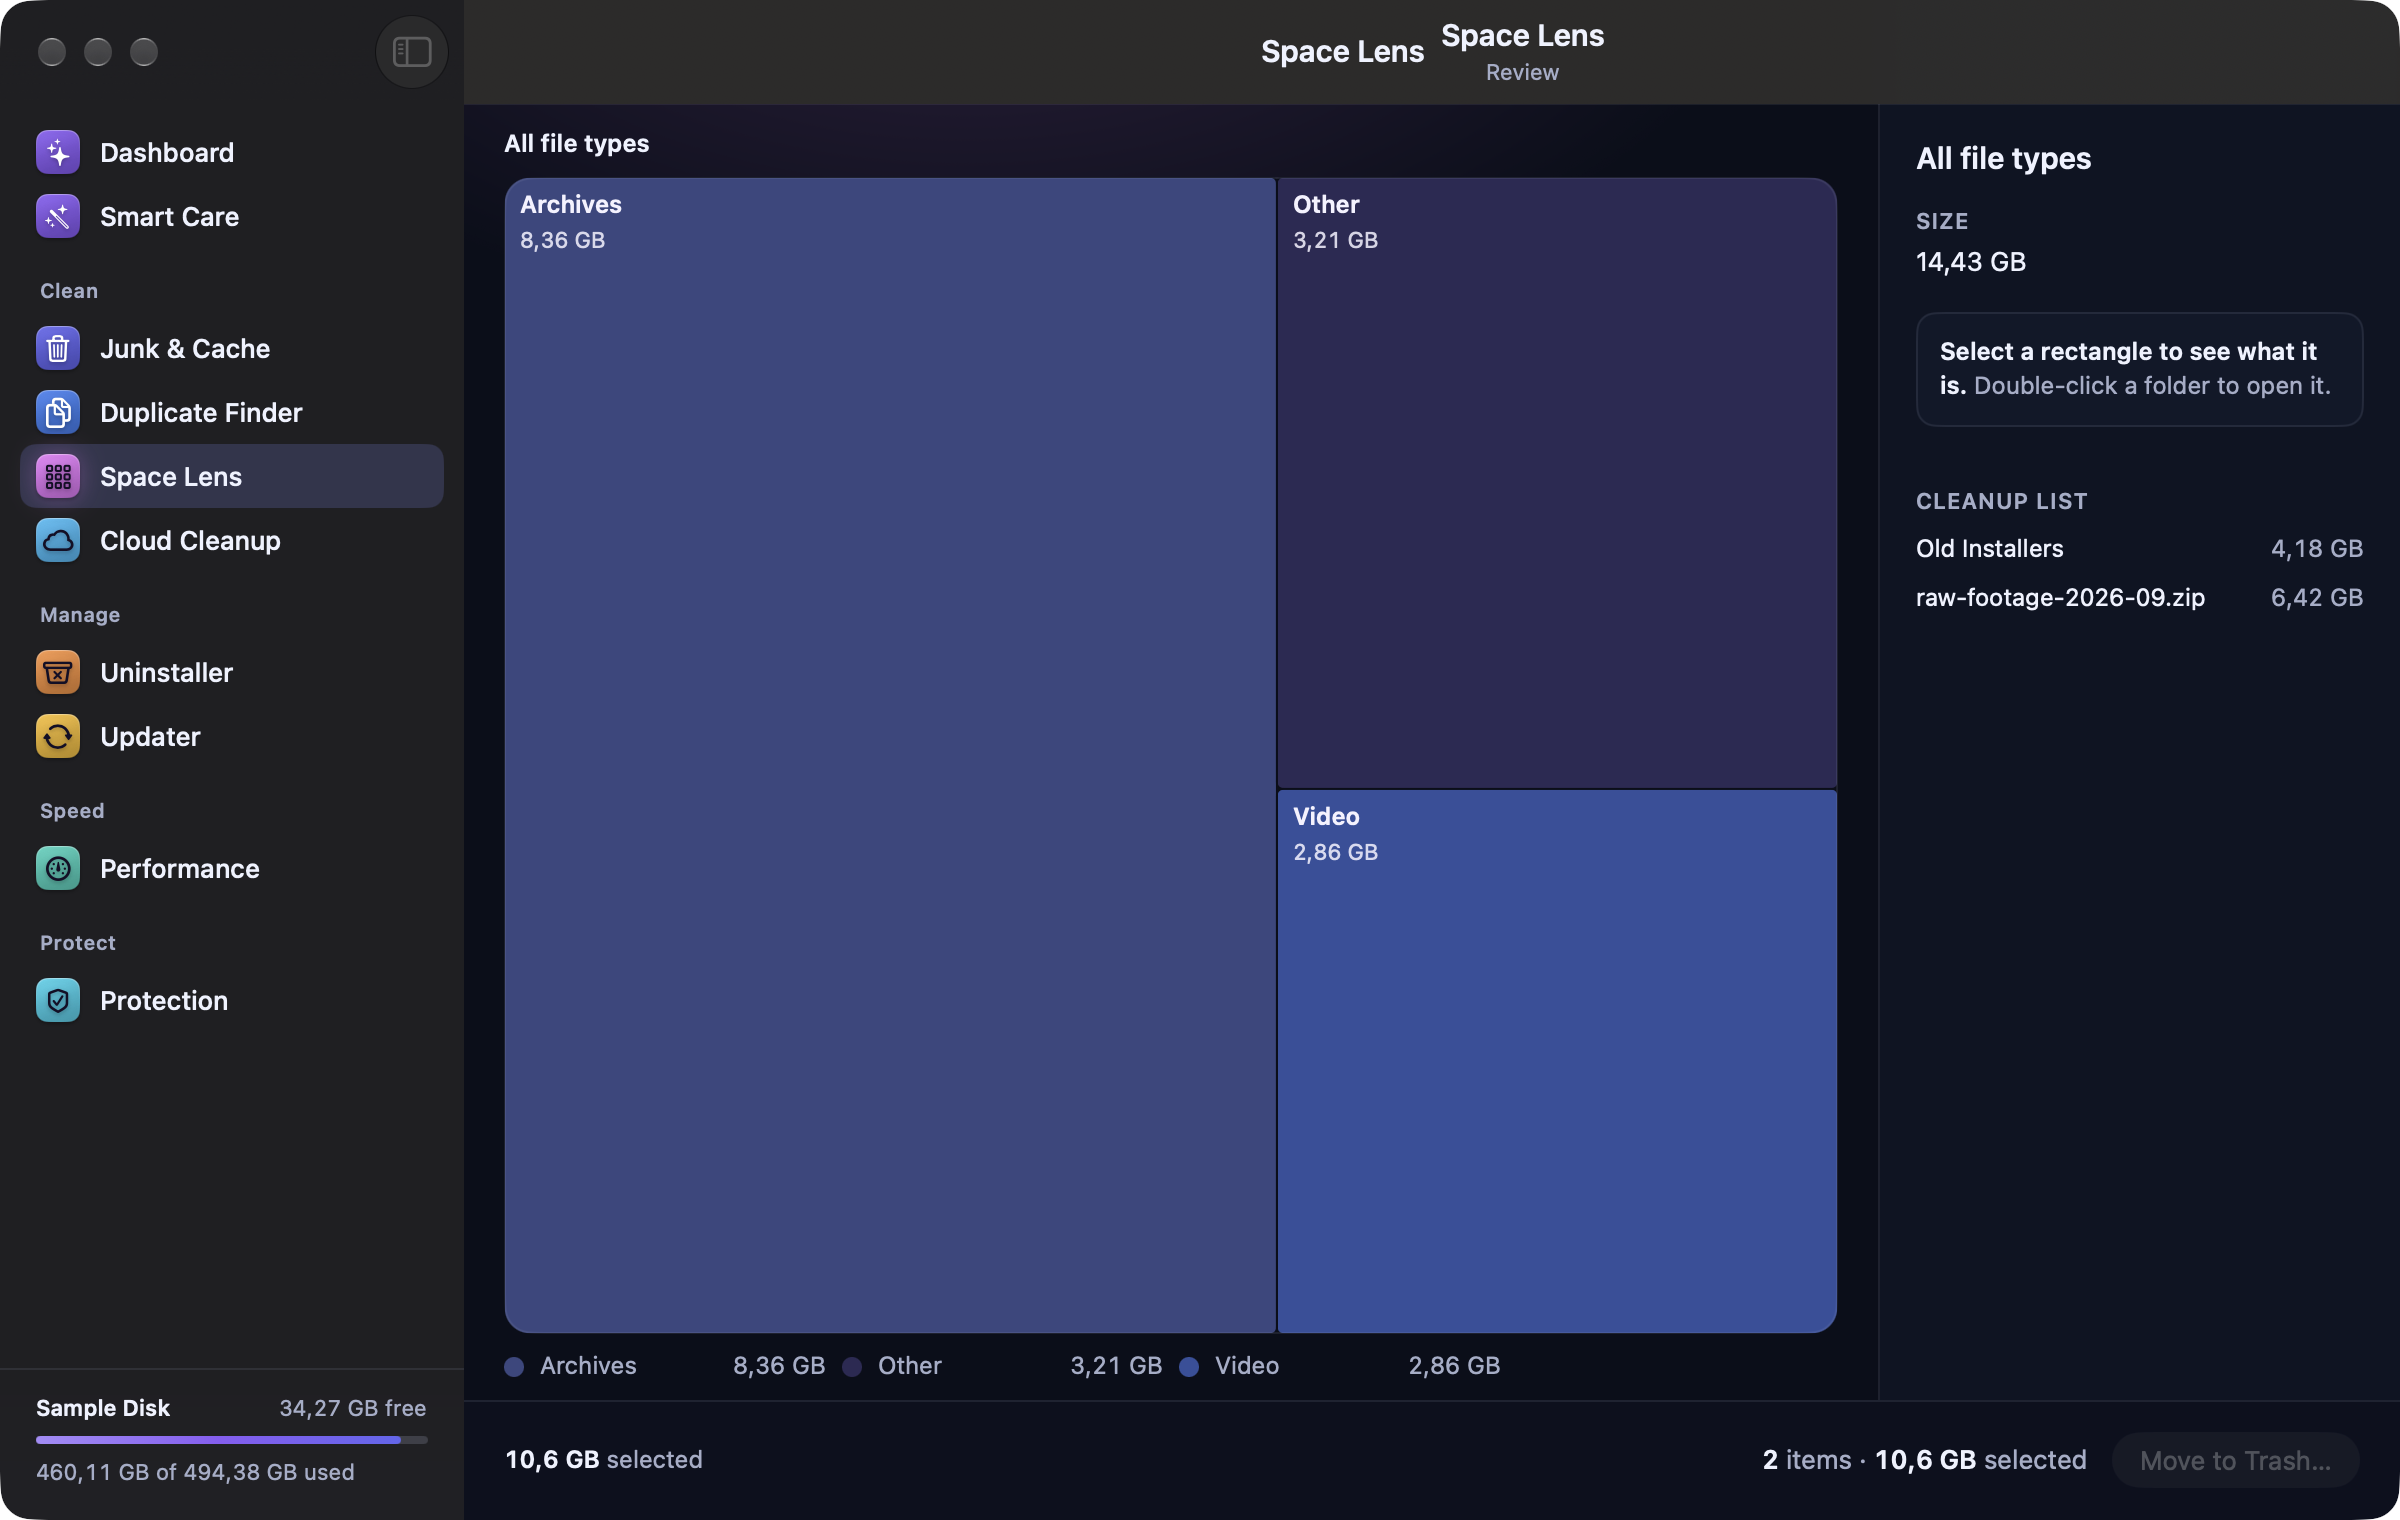 Dashboard
Smart Care
Clean
Junk & Cache
Duplicate Finder
Space Lens
Cloud Cleanup
Manage
Uninstaller
Updater
Speed
Performance
Protect
Protection
Sample Disk 34,27 GB free
460,11 GB of 494,38 GB used
Space Lens
Space Lens
Review
All file types
Archives
8,36 GB
Other
3,21 GB
Video
2,86 GB
Archives 8,36 GB Other 3,21 GB Video 2,86 GB
All file types
SIZE
14,43 GB
Select a rectangle to see what it
is. Double-click a folder to open it.
CLEANUP LIST
Old Installers 4,18 GB
raw-footage-2026-09.zip 6,42 GB
10,6 GB selected
2 items · 10,6 GB selected
Move to Trash...